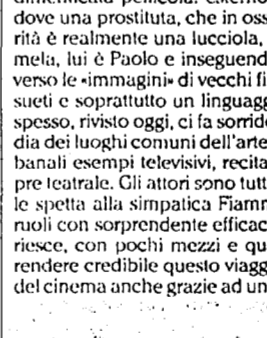 dove una prostituta, che in oss
rità è realmente una lucciola,
mela, lui è Paolo e inseguend
verso le «immagini» di vecchi fi
sueti e soprattutto un linguagg
spesso, rivisto oggi, ci fa sorrid
dia dei luoghi comuni dell'arte
banali esempi televisivi, recita
pre teatrale. Gli attori sono tutt
le spetta alla simpatica Fiamm
ruoli con sorprendente efficac
riesce, con pochi mezzi e qu
rendere credibile questo viagg
del cinema anche grazie ad un